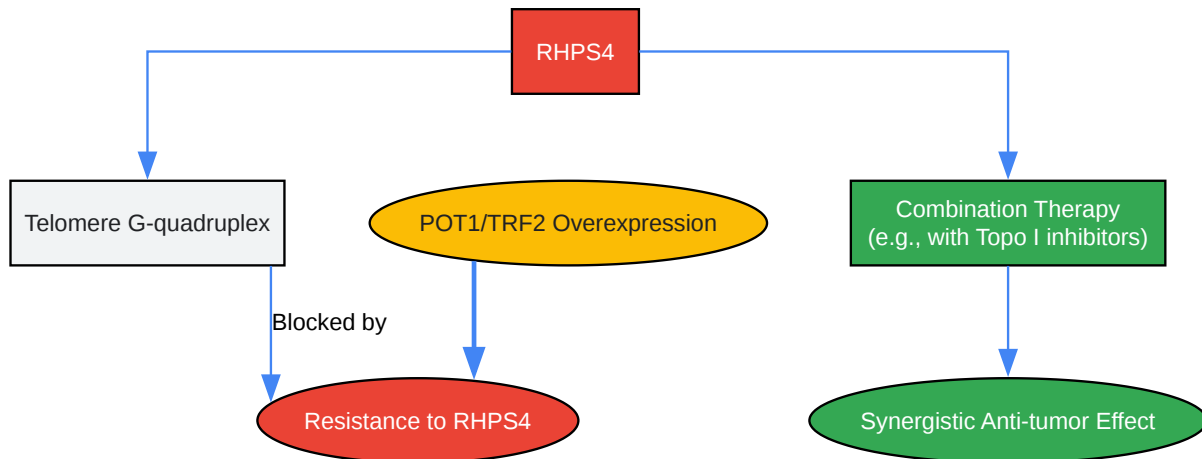 RHPS4
Telomere G-quadruplex
POT1/TRF2 Overexpression
Combination Therapy
(e.g., with Topo I inhibitors)
Blocked by
Resistance to RHPS4
Synergistic Anti-tumor Effect